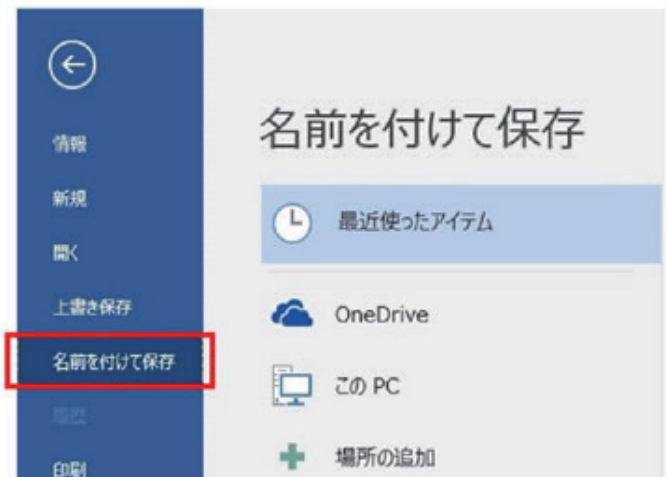 情報
新規
開く
上書き保存
名前を付けて保存
印刷
名前を付けて保存
最近使ったアイテム
OneDrive
この PC
場所の追加